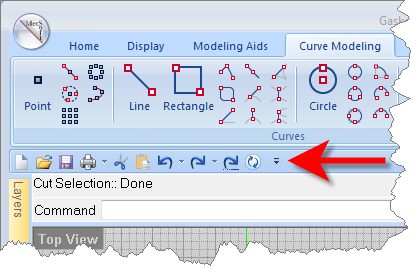 Gask
Mech
Home Display Modeling Aids Curve Modeling
Point Line Rectangle Circle
Curves
Cut Selection:: Done
Layers
Command
Top View